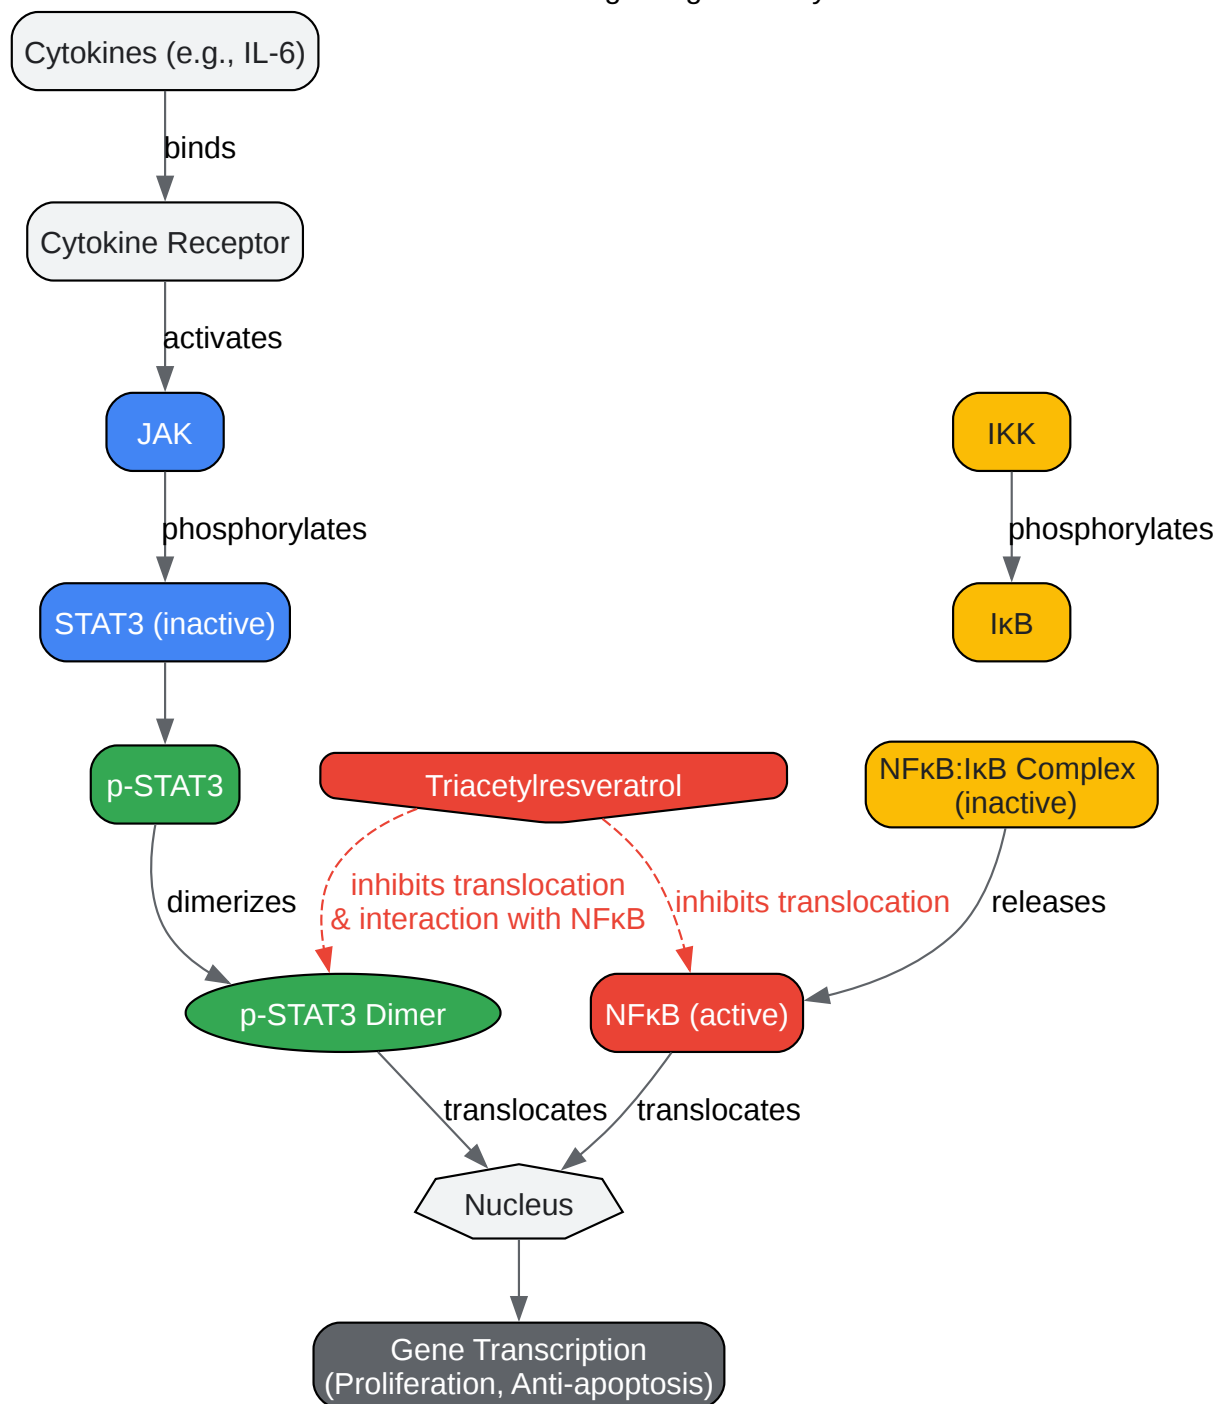 Cytokines (e.g., IL-6)
binds
Cytokine Receptor
activates
JAK
IKK
phosphorylates
phosphorylates
STAT3 (inactive)
IκB
p-STAT3
Triacetylresveratrol
NFκB:IκB Complex
(inactive)
dimerizes
inhibits translocation
& interaction with NFκB
inhibits translocation
releases
p-STAT3 Dimer
NFκB (active)
translocates
translocates
Nucleus
Gene Transcription
(Proliferation, Anti-apoptosis)